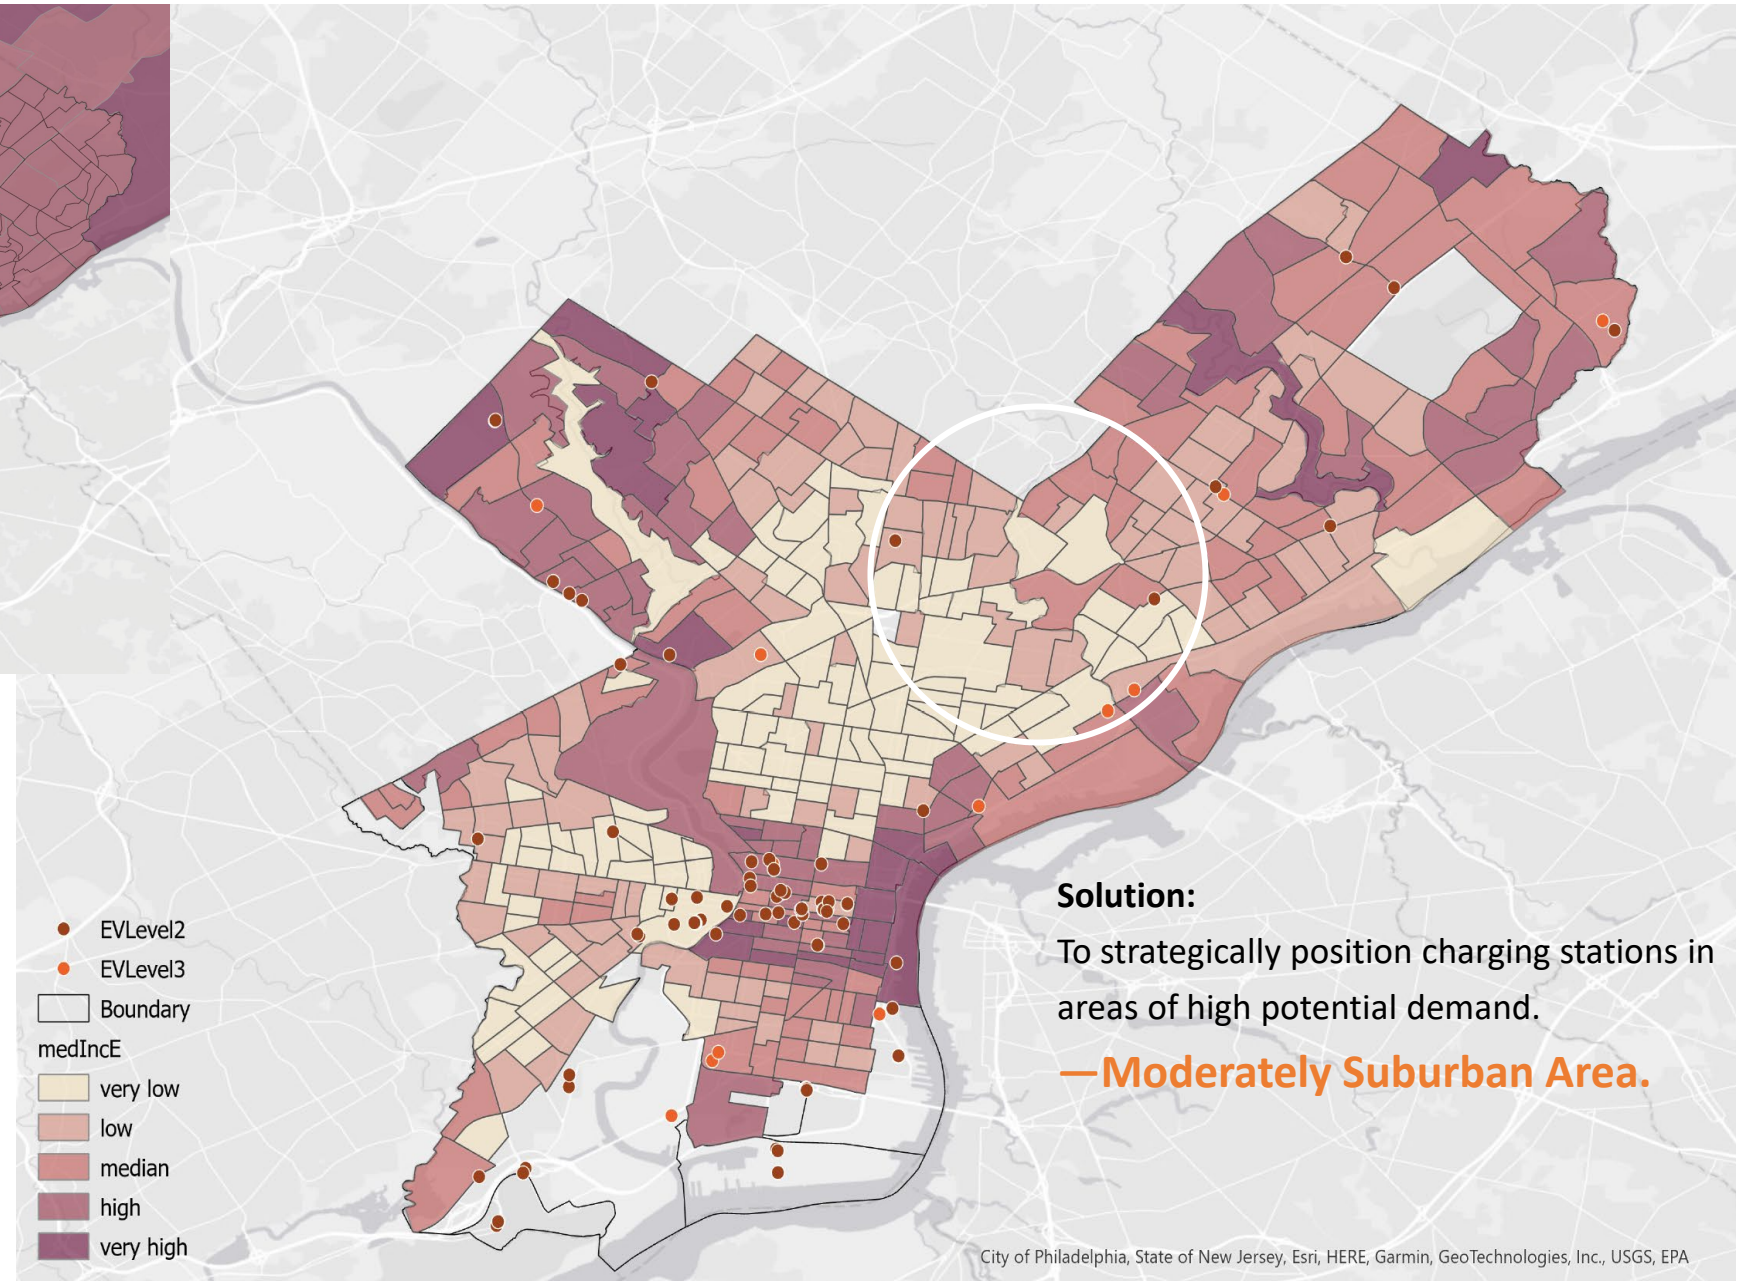 Solution:
To strategically position charging stations in
areas of high potential demand.
—Moderately Suburban Area.
EVLevel2
EVLevel3
Boundary
medIncE
very low
low
median
high
very high
City of Philadelphia, State of New Jersey, Esri, HERE, Garmin, GeoTechnologies, Inc., USGS, EPA